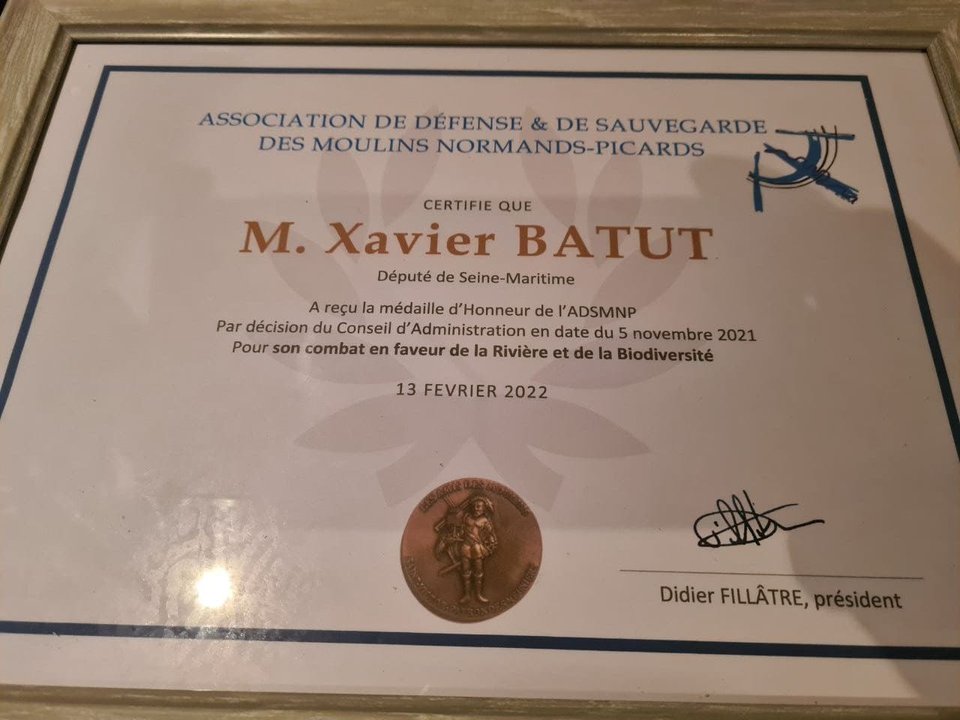 ASSOCIATION DE DÉFENSE & DE SAUVEGARDE
DES MOULINS NORMANDS-PICARDS
CERTIFIE QUE
M. Xavier BATUT
Député de Seine-Maritime
A reçu la médaille d'Honneur de l'ADSMNP
Par décision du Conseil d'Administration en date du 5 novembre 2021
Pour son combat en faveur de la Rivière et de la Biodiversité
13 FEVRIER 2022
Didier FILLÂTRE, président